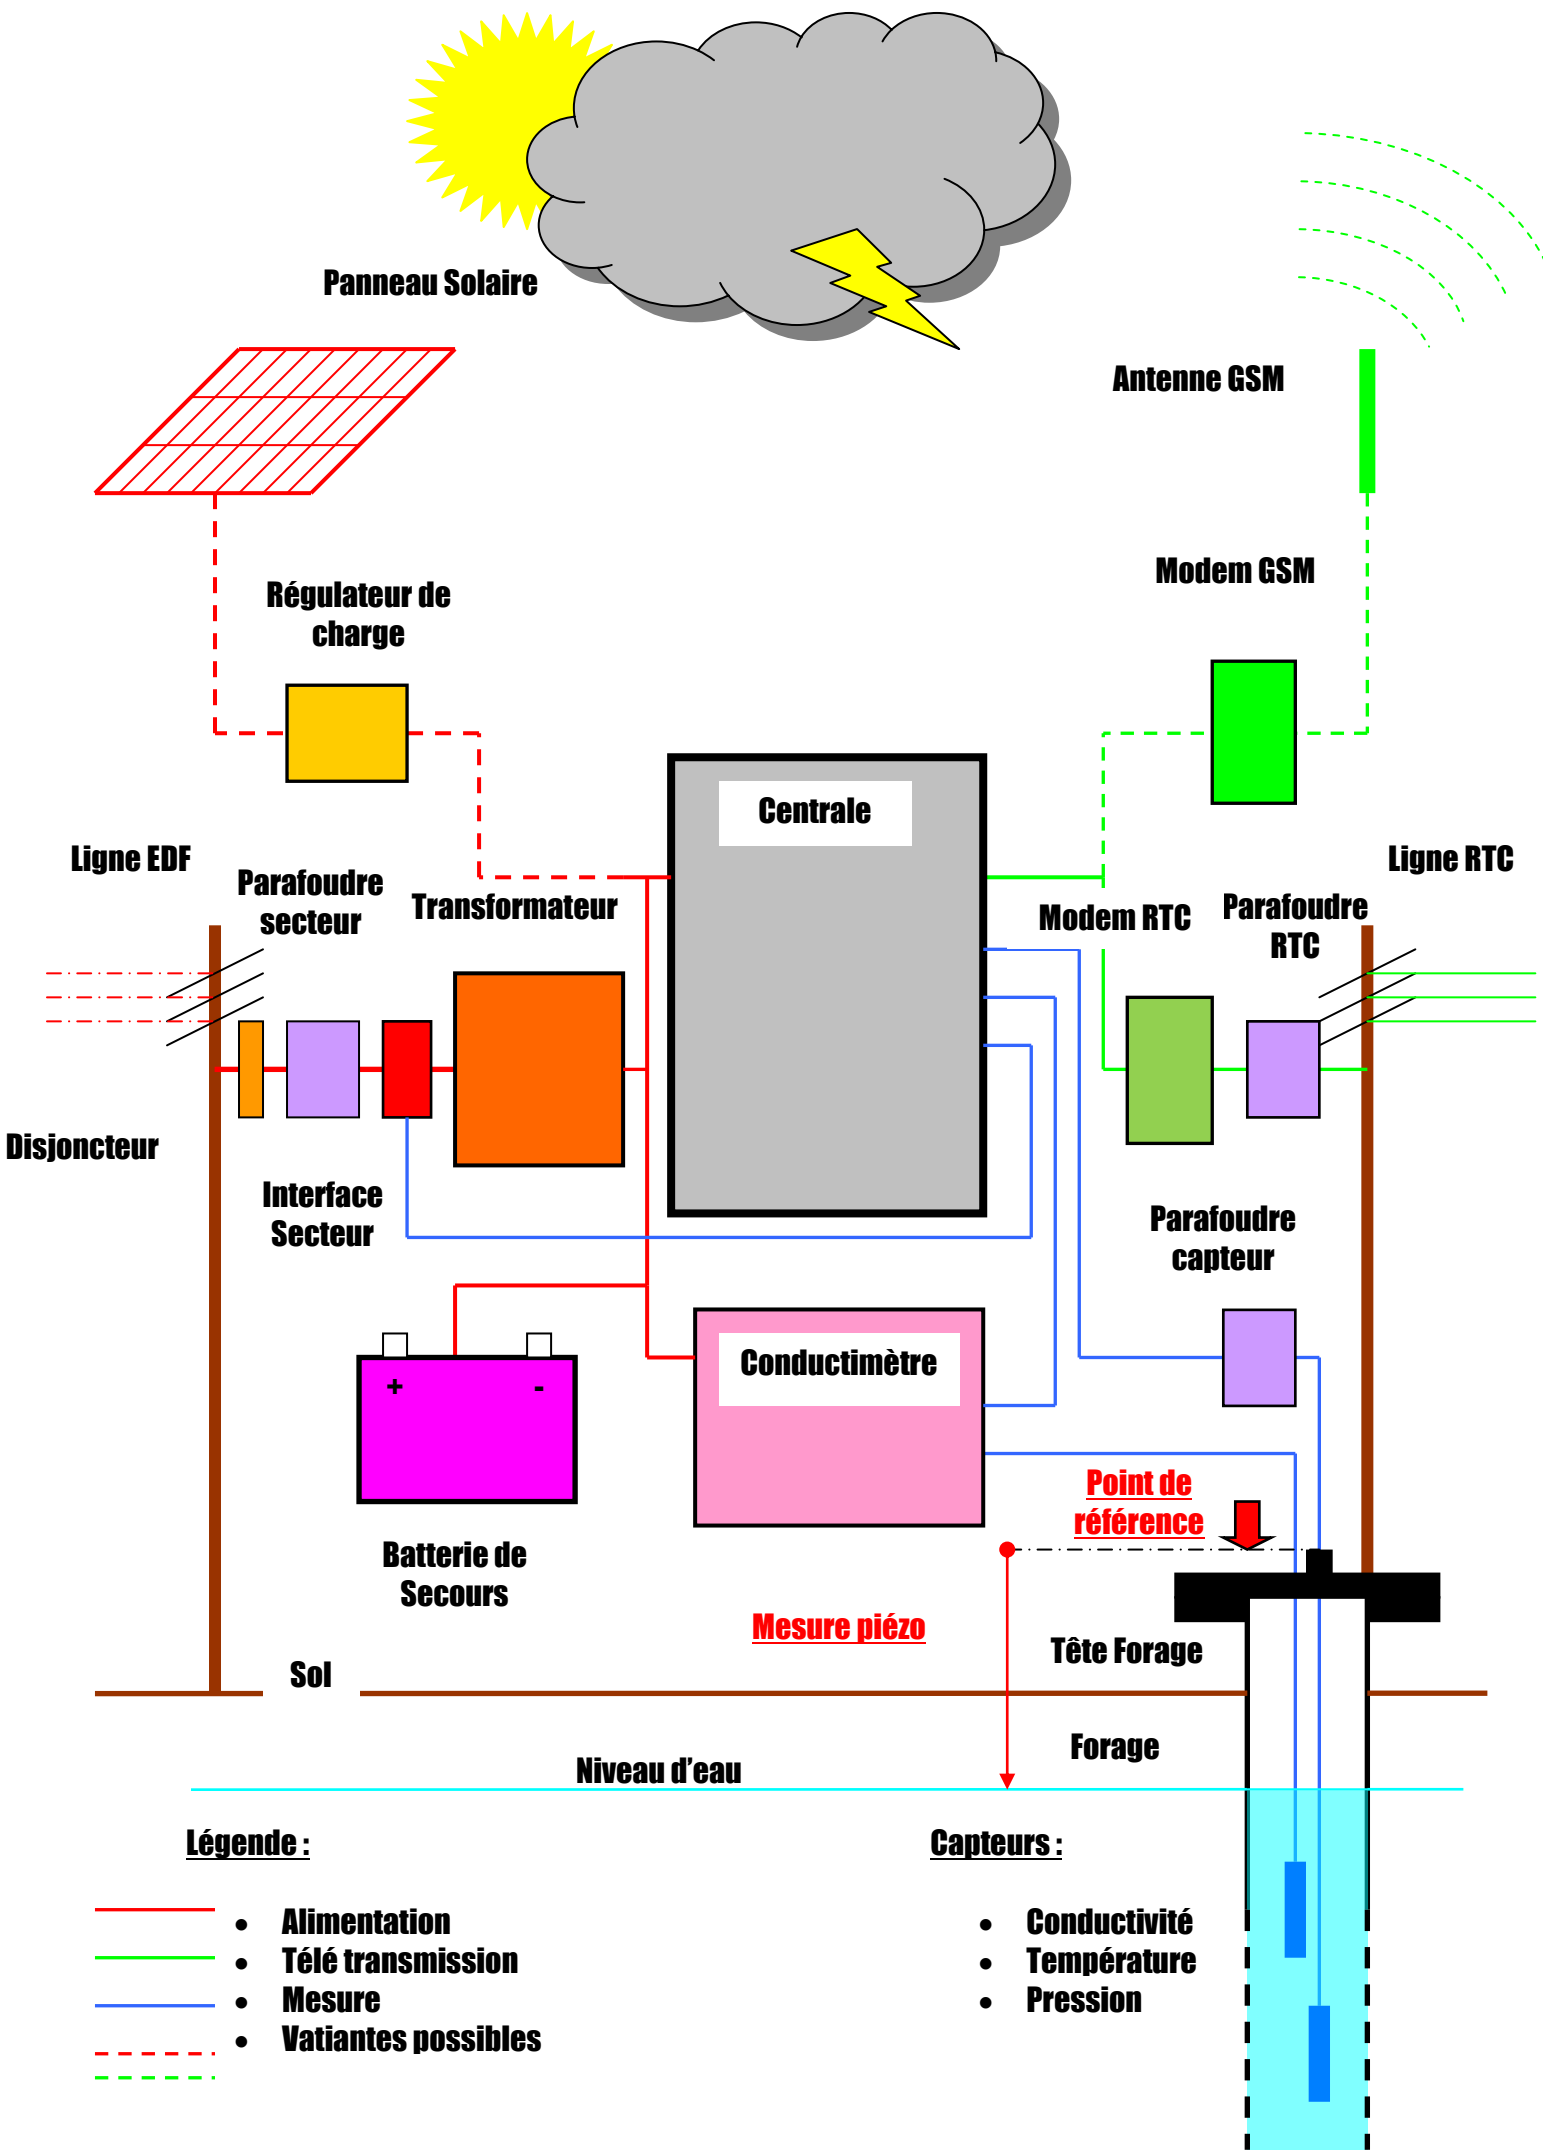 Panneau Solaire
Antenne GSM
Modem GSM
Régulateur de
charge
Centrale
Ligne EDF
Parafoudre
secteur
Transformateur
Modem RTC
Parafoudre
RTC
Ligne RTC
Disjoncteur
Interface
Secteur
Parafoudre
capteur
Conductimètre
+
-
Point de
référence
Batterie de
Secours
Mesure piézo
Tête Forage
Sol
Forage
Niveau d’eau
Légende :
• Alimentation
• Télé transmission
• Mesure
• Vatiantes possibles
Capteurs :
• Conductivité
• Température
• Pression